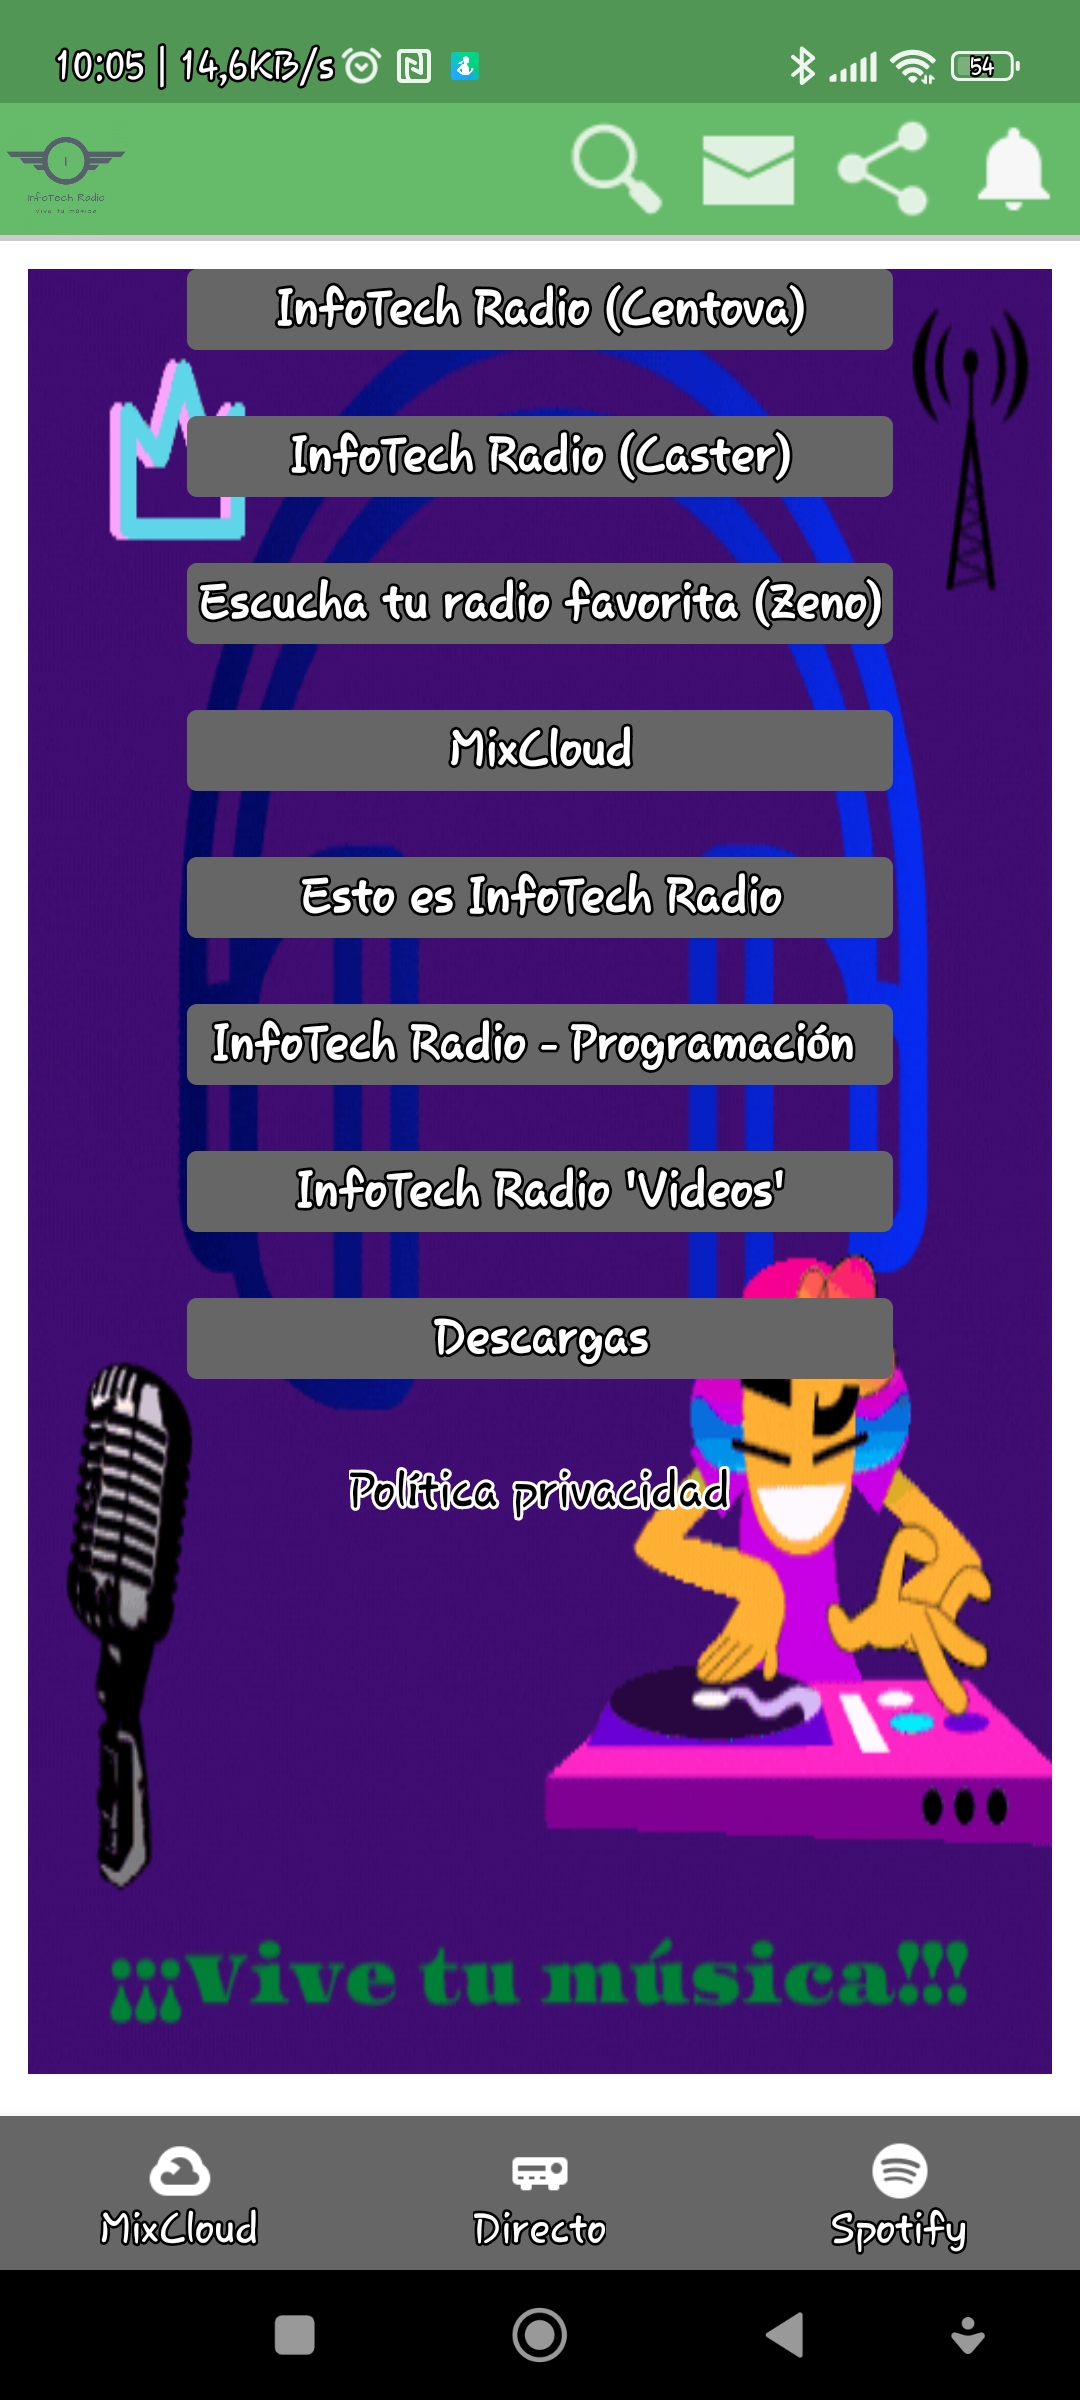 10:05 | 14,6KB/s
54
InfoTech Radio
Vive tu música
InfoTech Radio (Centova)
InfoTech Radio (Caster)
Escucha tu radio favorita (Zeno)
MixCloud
Esto es InfoTech Radio
InfoTech Radio - Programación
InfoTech Radio 'Videos'
Descargas
Política privacidad
¡¡¡Vive tu música!!!
MixCloud
Directo
Spotify